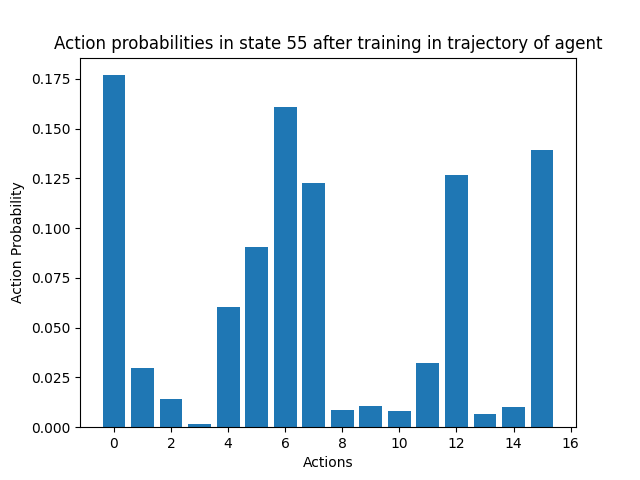 Action probabilities in state 55 after training in trajectory of agent
0.175
0.150
0.125
0.100
0.075
0.050
0.025
0.000
Action Probability
0 2 4 6 8 10 12 14 16
Actions